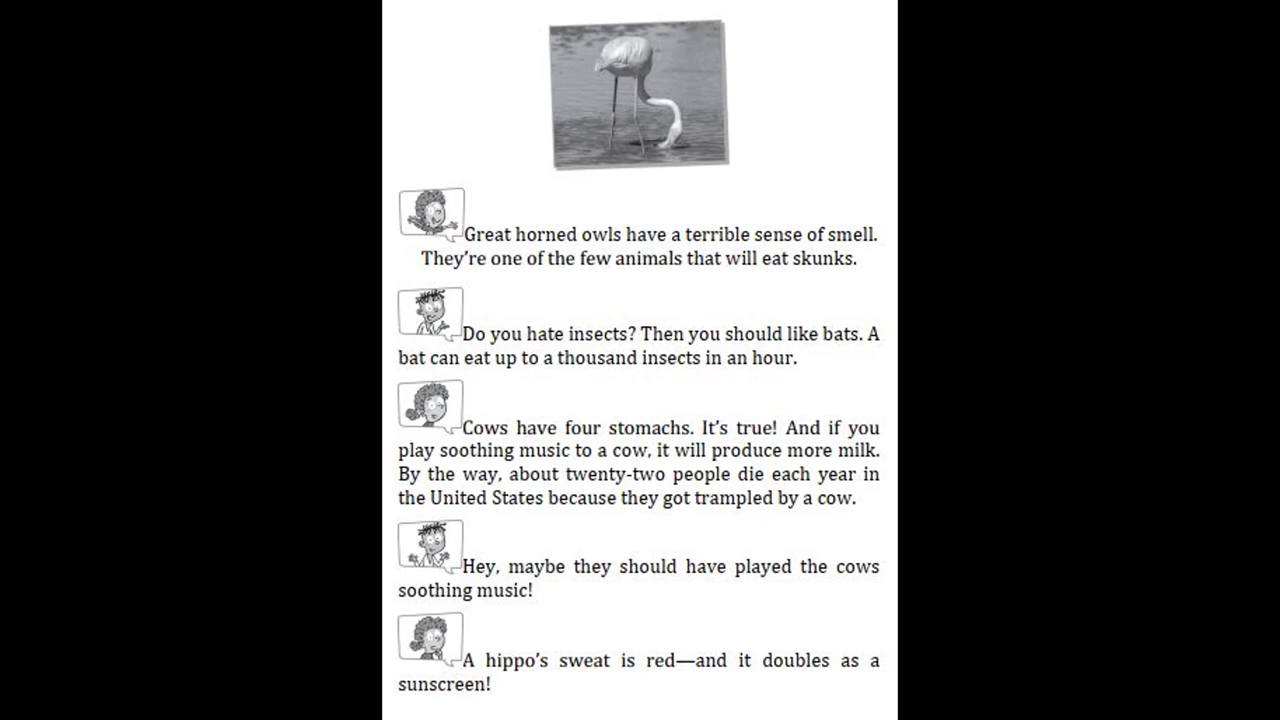 Great horned owls have a terrible sense of smell.
They're one of the few animals that will eat skunks.
Do you hate insects? Then you should like bats. A
bat can eat up to a thousand insects in an hour.
Cows have four stomachs. It's true! And if you
play soothing music to a cow, it will produce more milk.
By the way, about twenty-two people die each year in
the United States because they got trampled by a cow.
Hey, maybe they should have played the cows
soothing music!
A hippo's sweat is red—and it doubles as a
sunscreen!